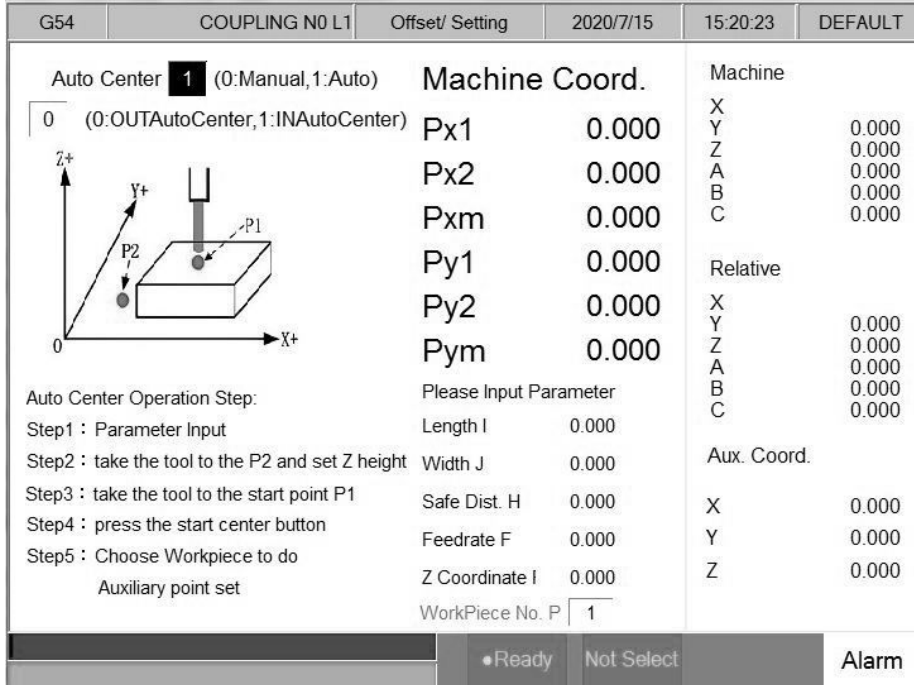 G54 COUPLING N0 L1 Offset/ Setting 2020/7/15 15:20:23 DEFAULT
Auto Center 1 (0:Manual,1:Auto)
0 (0:OUTAutoCenter,1:INAutoCenter)
Z+
Y+
P1
P2
0
X+
Auto Center Operation Step:
Step1：Parameter Input
Step2：take the tool to the P2 and set Z height
Step3：take the tool to the start point P1
Step4：press the start center button
Step5：Choose Workpiece to do
Auxiliary point set
Machine Coord.
Px1 0.000
Px2 0.000
Pxm 0.000
Py1 0.000
Py2 0.000
Pym 0.000
Please Input Parameter
Length I 0.000
Width J 0.000
Safe Dist. H 0.000
Feedrate F 0.000
Z Coordinate 0.000
WorkPiece No. P 1
Machine
X
Y 0.000
Z 0.000
A 0.000
B 0.000
C 0.000
Relative
X
Y 0.000
Z 0.000
A 0.000
B 0.000
C 0.000
Aux. Coord.
X 0.000
Y 0.000
Z 0.000
●Ready Not Select Alarm